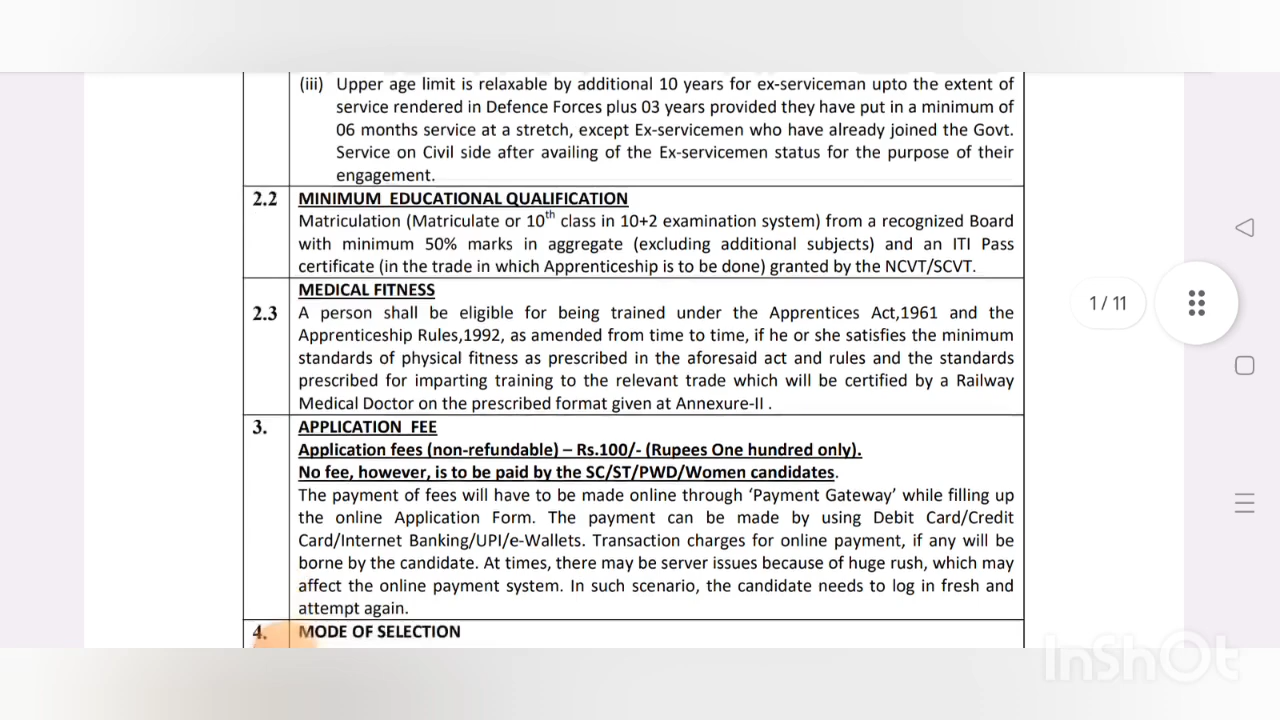 (iii) Upper age limit is relaxable by additional 10 years for ex-serviceman upto the extent of
service rendered in Defence Forces plus 03 years provided they have put in a minimum of
06 months service at a stretch, except Ex-servicemen who have already joined the Govt.
Service on Civil side after availing of the Ex-servicemen status for the purpose of their
engagement.
2.2 MINIMUM EDUCATIONAL QUALIFICATION
Matriculation (Matriculate or 10th class in 10+2 examination system) from a recognized Board
with minimum 50% marks in aggregate (excluding additional subjects) and an ITI Pass
certificate (in the trade in which Apprenticeship is to be done) granted by the NCVT/SCVT.
MEDICAL FITNESS
2.3 A person shall be eligible for being trained under the Apprentices Act,1961 and the
Apprenticeship Rules,1992, as amended from time to time, if he or she satisfies the minimum
standards of physical fitness as prescribed in the aforesaid act and rules and the standards
prescribed for imparting training to the relevant trade which will be certified by a Railway
Medical Doctor on the prescribed format given at Annexure-II .
3. APPLICATION FEE
Application fees (non-refundable) – Rs.100/- (Rupees One hundred only).
No fee, however, is to be paid by the SC/ST/PWD/Women candidates.
The payment of fees will have to be made online through ‘Payment Gateway’ while filling up
the online Application Form. The payment can be made by using Debit Card/Credit
Card/Internet Banking/UPI/e-Wallets. Transaction charges for online payment, if any will be
borne by the candidate. At times, there may be server issues because of huge rush, which may
affect the online payment system. In such scenario, the candidate needs to log in fresh and
attempt again.
4. MODE OF SELECTION
1 / 11
InShOt